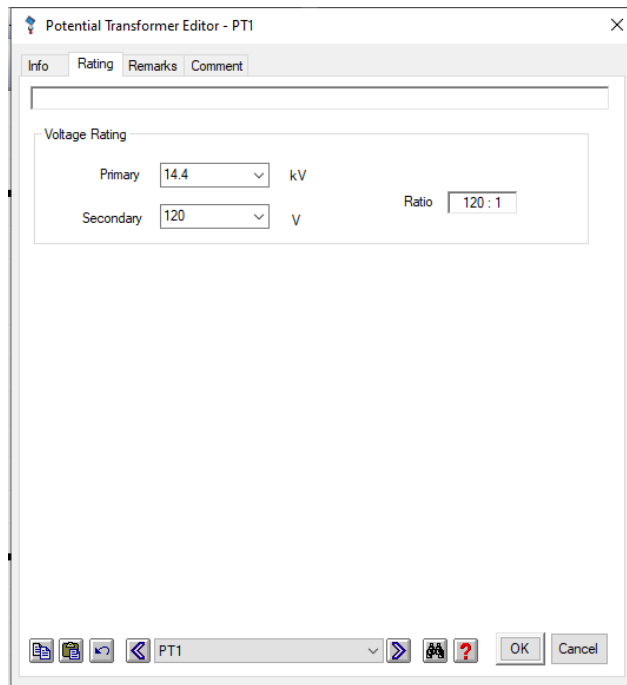 Potential Transformer Editor - PT1
Info Rating Remarks Comment
Voltage Rating
Primary 14.4 kV
Ratio 120 : 1
Secondary 120 V
PT1 ? OK Cancel